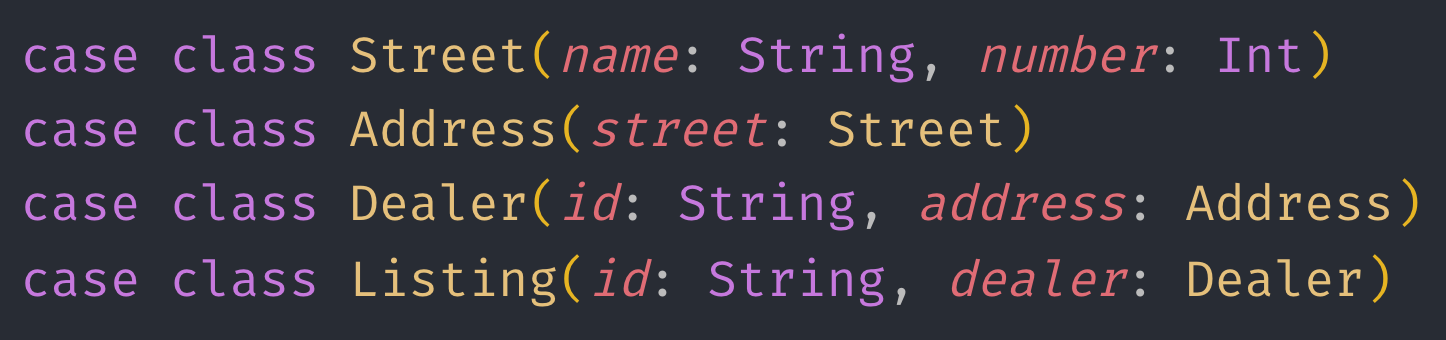 case class Street(name: String, number: Int)
case class Address(street: Street)
case class Dealer(id: String, address: Address)
case class Listing(id: String, dealer: Dealer)